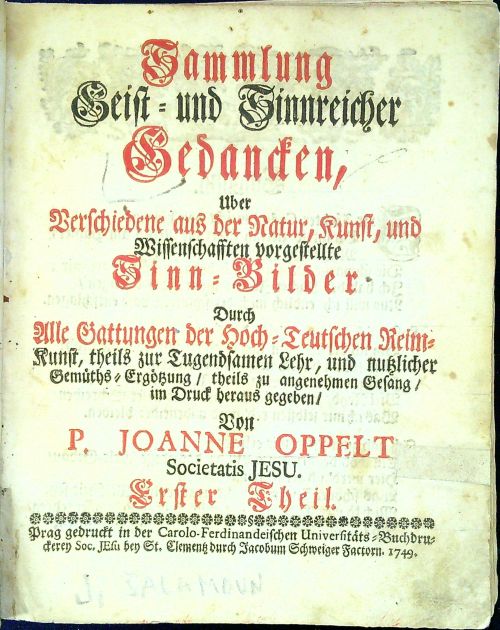 Sammlung
Geist- und Sinnreicher
Gedancken,
Uber
Verschiedene aus der Natur, Kunst, und
Wissenschafften vorgestellte
Sinn-Bilder.
Durch
Alle Gattungen der Hoch-Teutschen Reim-
Kunst, theils zur Tugendsamen Lehr, und nutzlicher
Gemüths-Ergötzung / theils zu angenehmen Gesang /
im Druck heraus gegeben /
Von
P. JOANNE OPPELT
Societatis JESU.
Erster Theil.
Prag gedruckt in der Carolo-Ferdinandeischen Universitäts-Buchdru-
ckerey Soc. JEsu bey St. Clementz durch Jacobum Schweiger Factorn. 1749.